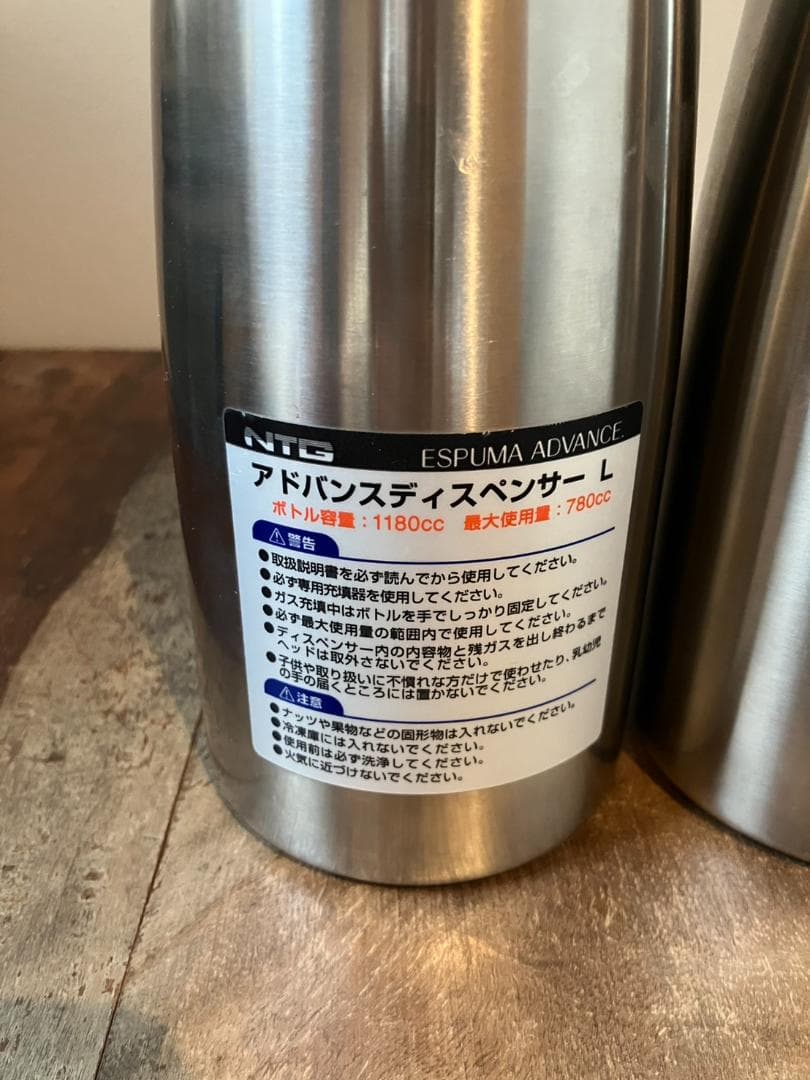 NTG
ESPUMA ADVANCE.
アドバンスディスペンサー L
ボトル容量：1180cc 最大使用量：780cc
警告
●取扱説明書を必ず読んでから使用してください。
●必ず専用充填器を使用してください。
●ガス充填中はボトルを手でしっかり固定してください。
●必ず最大使用量の範囲内で使用してください。
●ディスペンサー内の内容物と残ガスを出し終わるまで
ヘッドは取外さないでください。
●子供や取り扱いに不慣れな方だけで使わせたり、乳幼児
の手の届くところには置かないでください。
注意
●ナッツや果物などの固形物は入れないでください。
●冷凍庫には入れないでください。
●使用前は必ず洗浄してください。
●火気に近づけないでください。